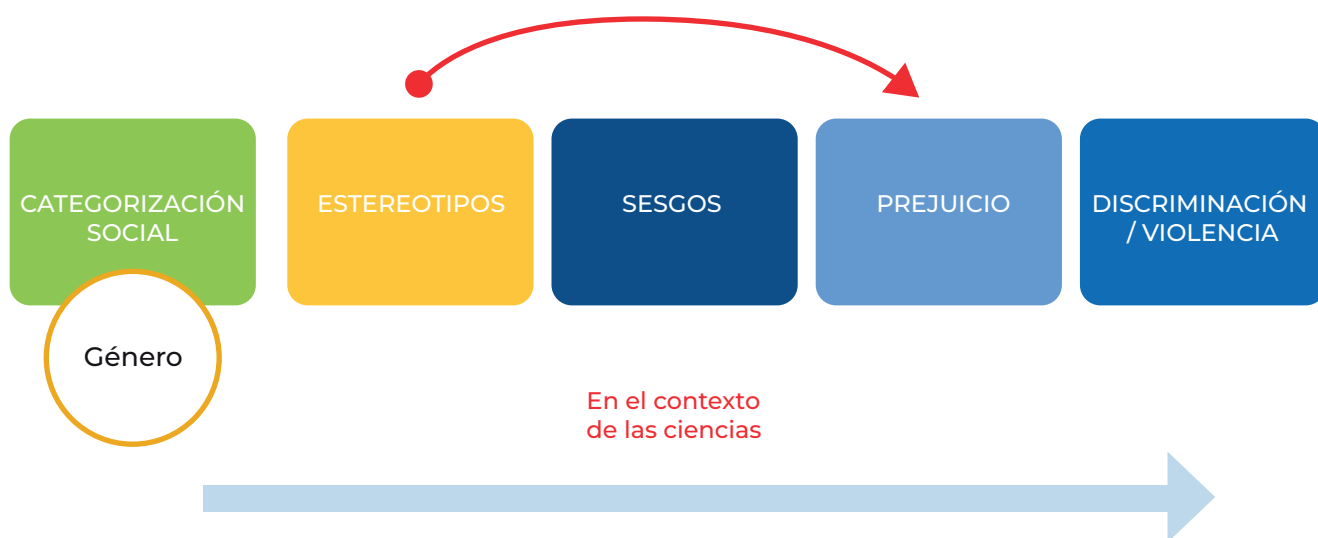 CATEGORIZACIÓN
SOCIAL
ESTEREOTIPOS
SESGOS
PREJUICIO
DISCRIMINACIÓN
/ VIOLENCIA
Género
En el contexto
de las ciencias